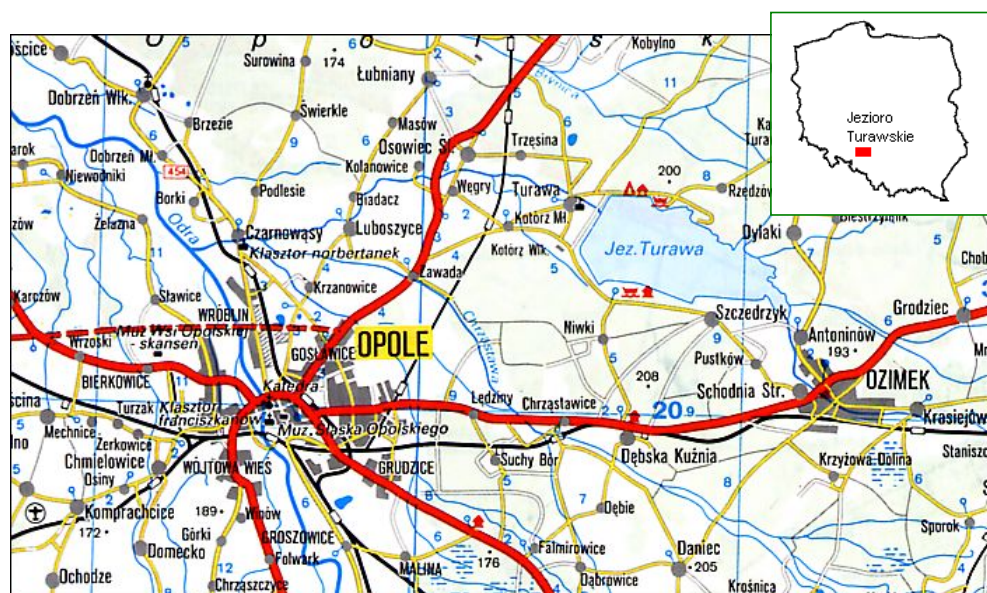 O p o l s k
Kobylno
Surowina
174
Łubniany
Brynica
Jezioro
Turawskie
Dobrzeń Wlk.
Brzezie
Świerkle
Masów
Osowiec Śl.
Trzęsina
Dobrzeń Mł.
Kolanowice
454
Niewodniki
Borki
Podlesie
Biadacz
Węgry
Turawa
200
Rzędzów
Żelazna
Odra
Czarnowąsy
Luboszyce
Kotórz Mł.
Klasztor norbertanek
Kotórz Wlk.
Jez. Turawa
Dylaki
Karczów
Sławice
Krzanowice
Zawada
WRÓBLIN
Chrząstawa
Szczedrzyk
Grodziec
Muz. Wsi Opolskiej
- skansen
GOSŁAWICE
OPOLE
Niwki
Antoninów
193
Wrzoski
BIERKOWICE
Katedra
Pustków
208
Schodnia Str.
OZIMEK
Turzak
Klasztor
franciszkanów
Lędziny
Chrząstawice
20
Krasiejów
Mechnice
Żerkowice
Muz. Śląska Opolskiego
Chmielowice
Osiny
WÓJTOWA WIEŚ
GRUDZICE
Suchy Bór
Dębska Kuźnia
Krzyżowa Dolina
Komprachcice
172
189
Winów
Dębie
Sporok
Górki
GROSZOWICE
Domecko
Folwark
MALINA
176
Falmirowice
Daniec
205
Ochodze
Chrząszczyce
Dąbrowice
Krośnica